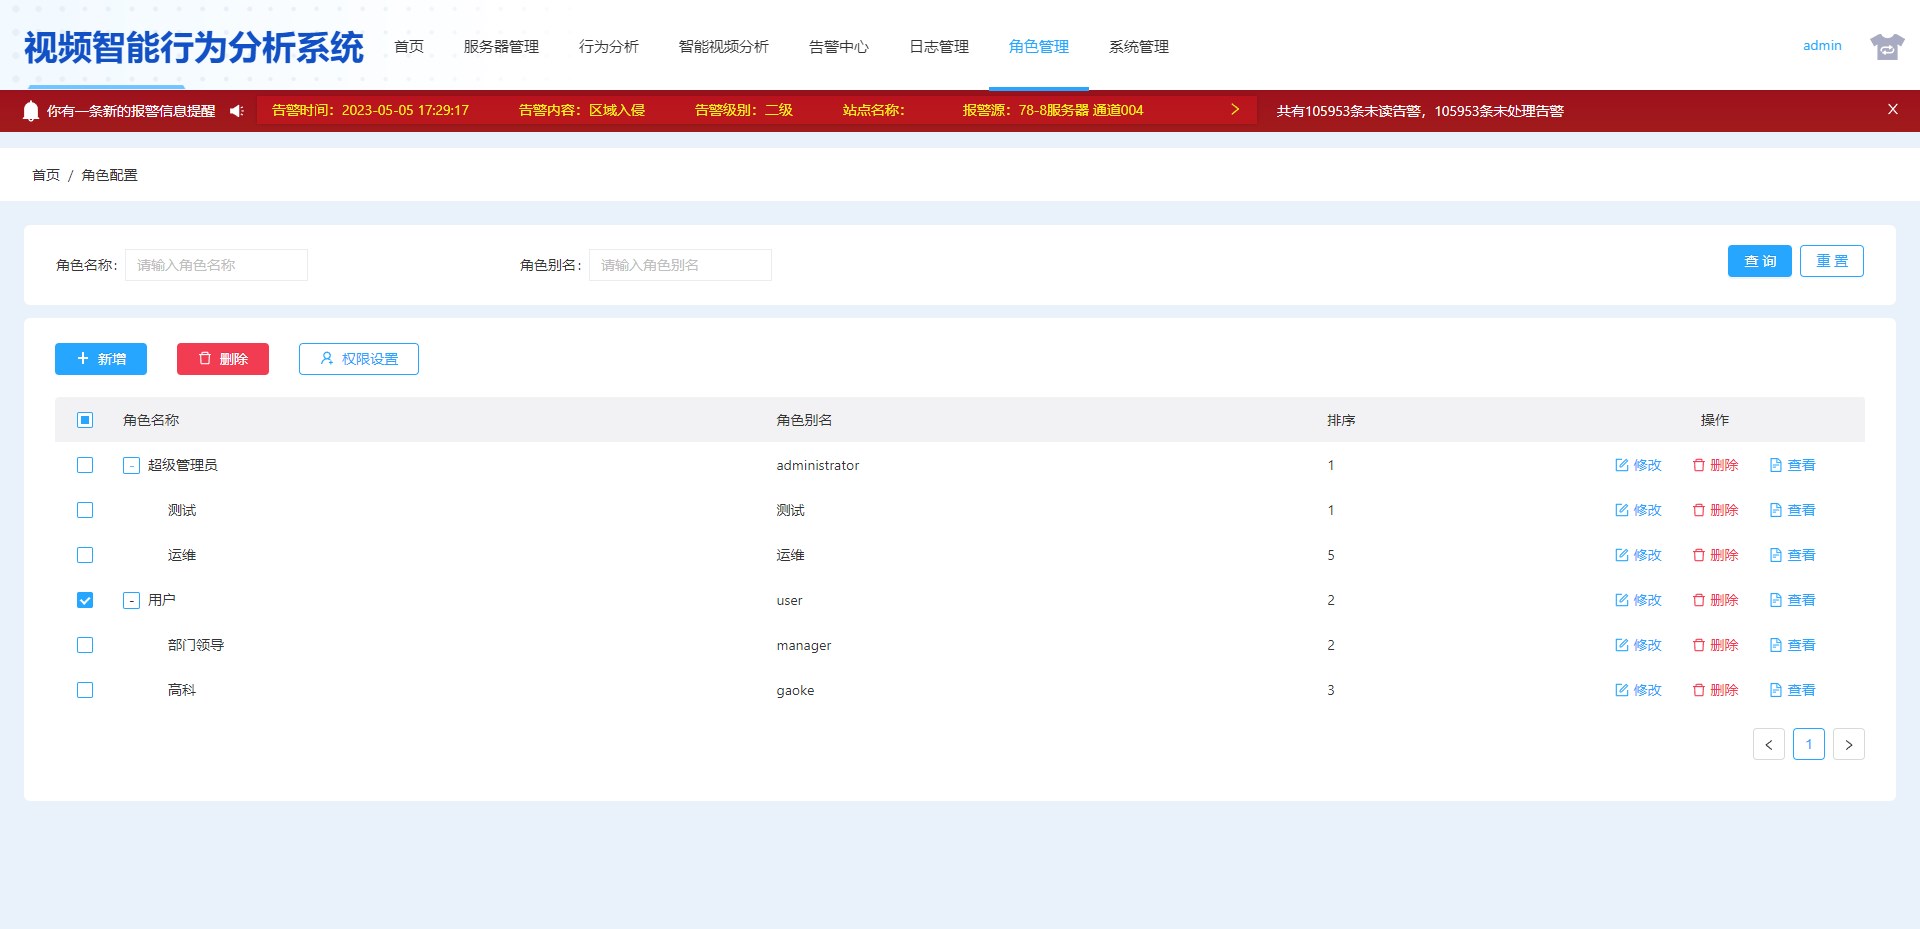 视频智能行为分析系统 首页 服务器管理 行为分析 智能视频分析 告警中心 日志管理 角色管理 系统管理 admin
你有一条新的报警信息提醒 告警时间：2023-05-05 17:29:17 告警内容：区域入侵 告警级别：二级 站点名称： 报警源：78-8服务器 通道004 共有105953条未读告警，105953条未处理告警
首页 / 角色配置
角色名称： 请输入角色名称 角色别名： 请输入角色别名 查询 重置
新增 删除 权限设置
角色名称 角色别名 排序 操作
超级管理员 administrator 1 修改 删除 查看
测试 测试 1 修改 删除 查看
运维 运维 5 修改 删除 查看
用户 user 2 修改 删除 查看
部门领导 manager 2 修改 删除 查看
高科 gaoke 3 修改 删除 查看
< 1 >